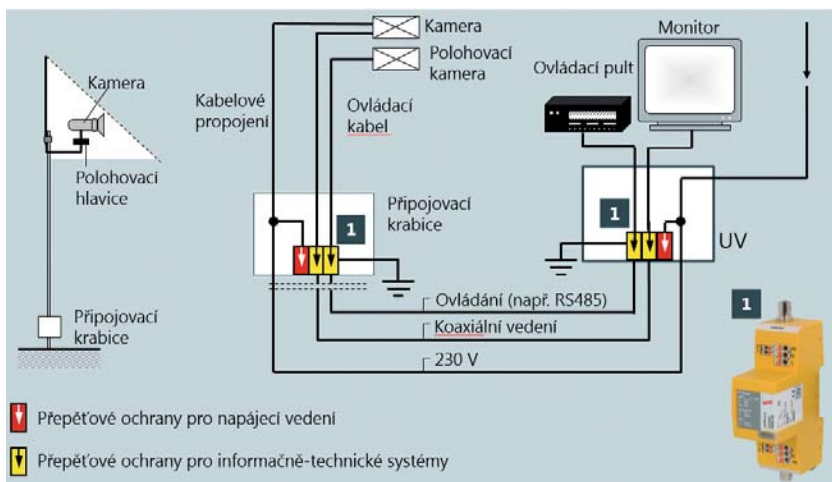 Kamera
Polohovací
hlavice
Připojovací
krabice
Kabelové
propojení
Kamera
Polohovací
kamera
Ovládací
kabel
Připojovací
krabice
1
Monitor
Ovládací pult
1
UV
Ovládání (např. RS485)
Koaxiální vedení
230 V
1
Přepěťové ochrany pro napájecí vedení
Přepěťové ochrany pro informačně-technické systémy